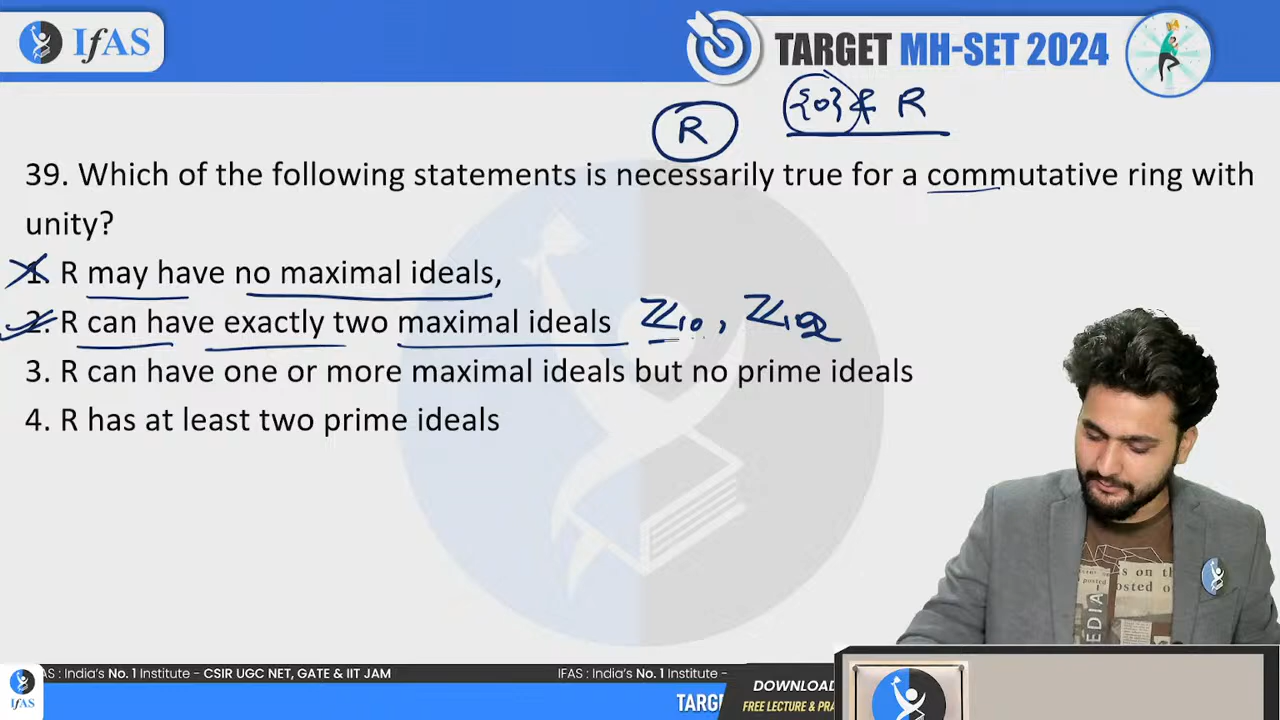 IfAS
TARGET MH-SET 2024
R
{0} & R
39. Which of the following statements is necessarily true for a commutative ring with
unity?
1. R may have no maximal ideals,
2. R can have exactly two maximal ideals ℤ₁₀ ,
3. R can have one or more maximal ideals but no prime ideals
4. R has at least two prime ideals
EDIA
AS : India's No. 1 Institute - CSIR UGC NET, GATE & IIT JAM
IFAS : India's No. 1 Institute -
IfAS
TARG
DOWNLOAD
FREE LECTURE & PRA